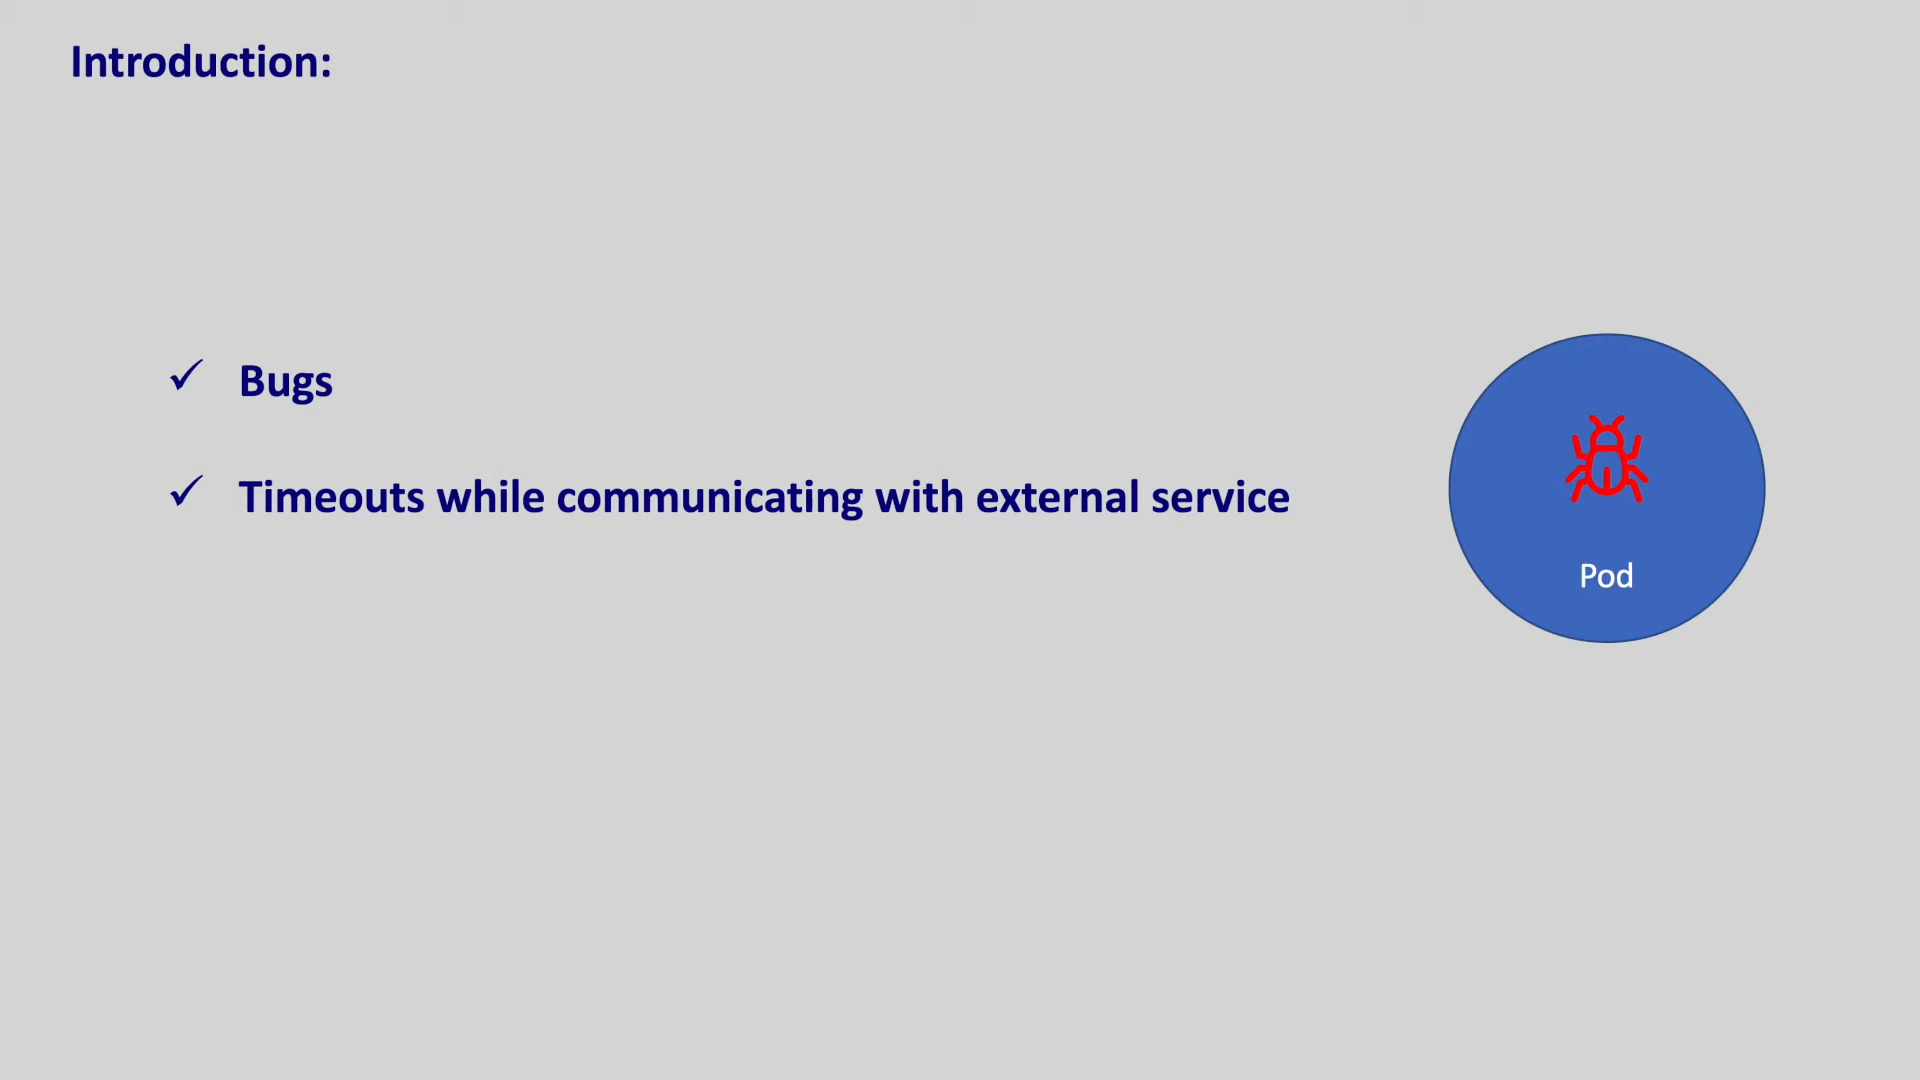 Introduction:
✓ Bugs
✓ Timeouts while communicating with external service
Pod